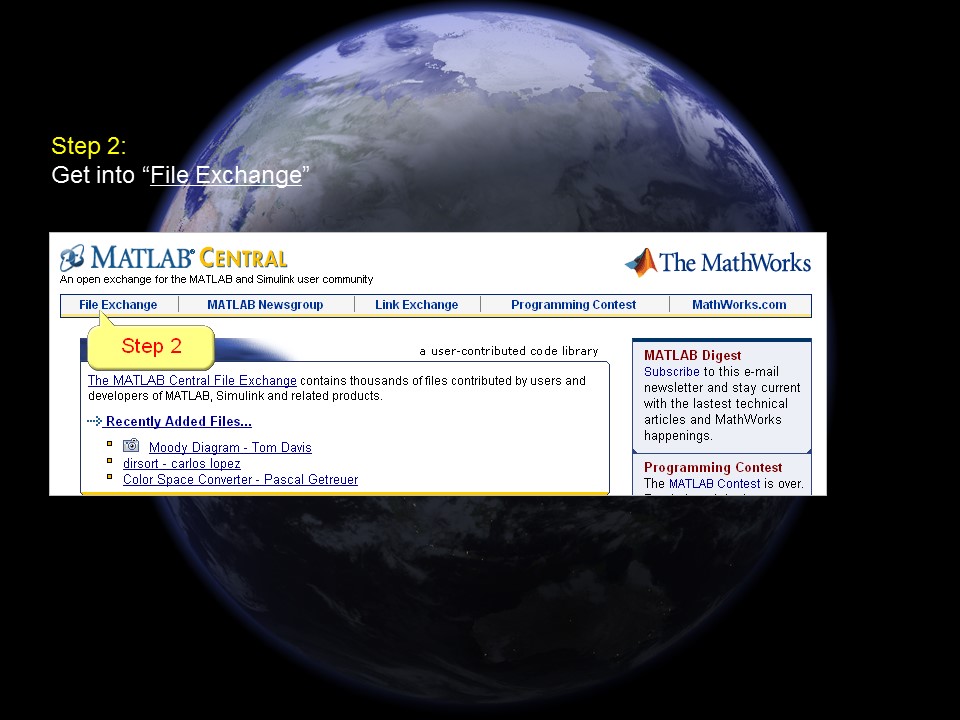 Step 2:
Get into “File Exchange”
MATLAB® CENTRAL
An open exchange for the MATLAB and Simulink user community
The MathWorks
File Exchange MATLAB Newsgroup Link Exchange Programming Contest MathWorks.com
Step 2
a user-contributed code library
The MATLAB Central File Exchange contains thousands of files contributed by users and
developers of MATLAB, Simulink and related products.
Recently Added Files...
Moody Diagram - Tom Davis
dirsort - carlos lopez
Color Space Converter - Pascal Getreuer
MATLAB Digest
Subscribe to this e-mail
newsletter and stay current
with the lastest technical
articles and MathWorks
happenings.
Programming Contest
The MATLAB Contest is over.